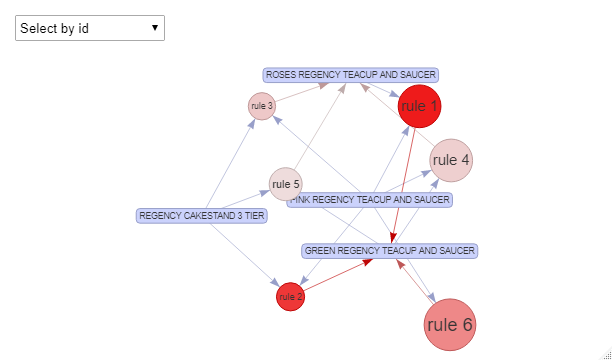 Select by id
ROSES REGENCY TEACUP AND SAUCER
rule 3
rule 1
rule 4
rule 5
PINK REGENCY TEACUP AND SAUCER
REGENCY CAKESTAND 3 TIER
GREEN REGENCY TEACUP AND SAUCER
rule 2
rule 6